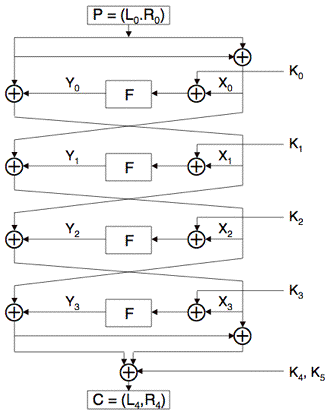 P = (L₀.R₀)
Y₀ F X₀ K₀
K₁
Y₁ F X₁
K₂
Y₂ F X₂
K₃
Y₃ F X₃
K₄, K₅
C = (L₄,R₄)